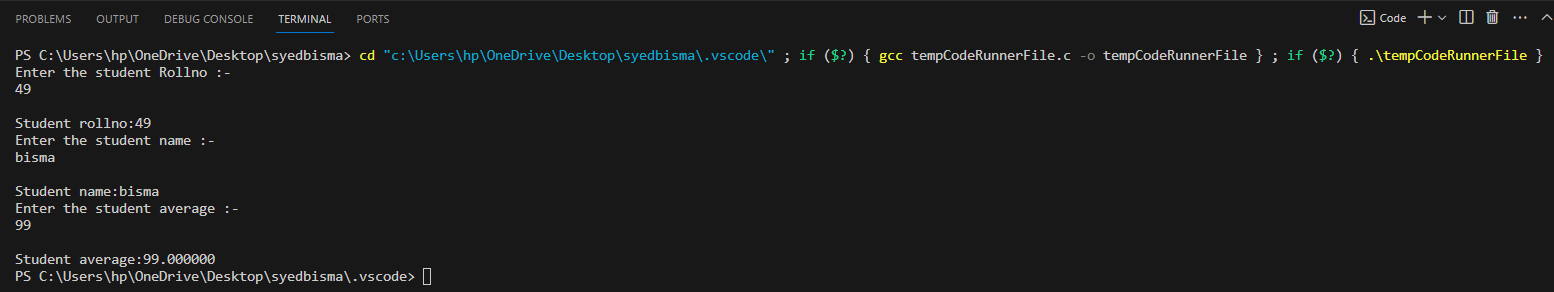 PROBLEMS OUTPUT DEBUG CONSOLE TERMINAL PORTS Code
PS C:\Users\hp\OneDrive\Desktop\syedbisma> cd "c:\Users\hp\OneDrive\Desktop\syedbisma\.vscode\" ; if ($?) { gcc tempCodeRunnerFile.c -o tempCodeRunnerFile } ; if ($?) { .\tempCodeRunnerFile }
Enter the student Rollno :-
49
Student rollno:49
Enter the student name :-
bisma
Student name:bisma
Enter the student average :-
99
Student average:99.000000
PS C:\Users\hp\OneDrive\Desktop\syedbisma\.vscode>